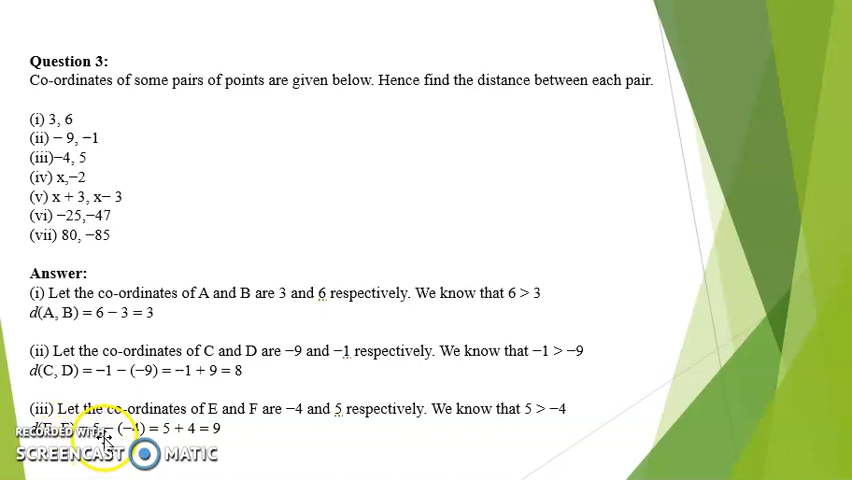 Question 3:
Co-ordinates of some pairs of points are given below. Hence find the distance between each pair.
(i) 3, 6
(ii) − 9, −1
(iii)−4, 5
(iv) x,−2
(v) x + 3, x− 3
(vi) −25,−47
(vii) 80, −85
Answer:
(i) Let the co-ordinates of A and B are 3 and 6 respectively. We know that 6 > 3
d(A, B) = 6 − 3 = 3
(ii) Let the co-ordinates of C and D are −9 and −1 respectively. We know that −1 > −9
d(C, D) = −1 − (−9) = −1 + 9 = 8
(iii) Let the co-ordinates of E and F are −4 and 5 respectively. We know that 5 > −4
d(E, F) = 5 − (−4) = 5 + 4 = 9
RECORDED WITH
SCREENCAST MATIC